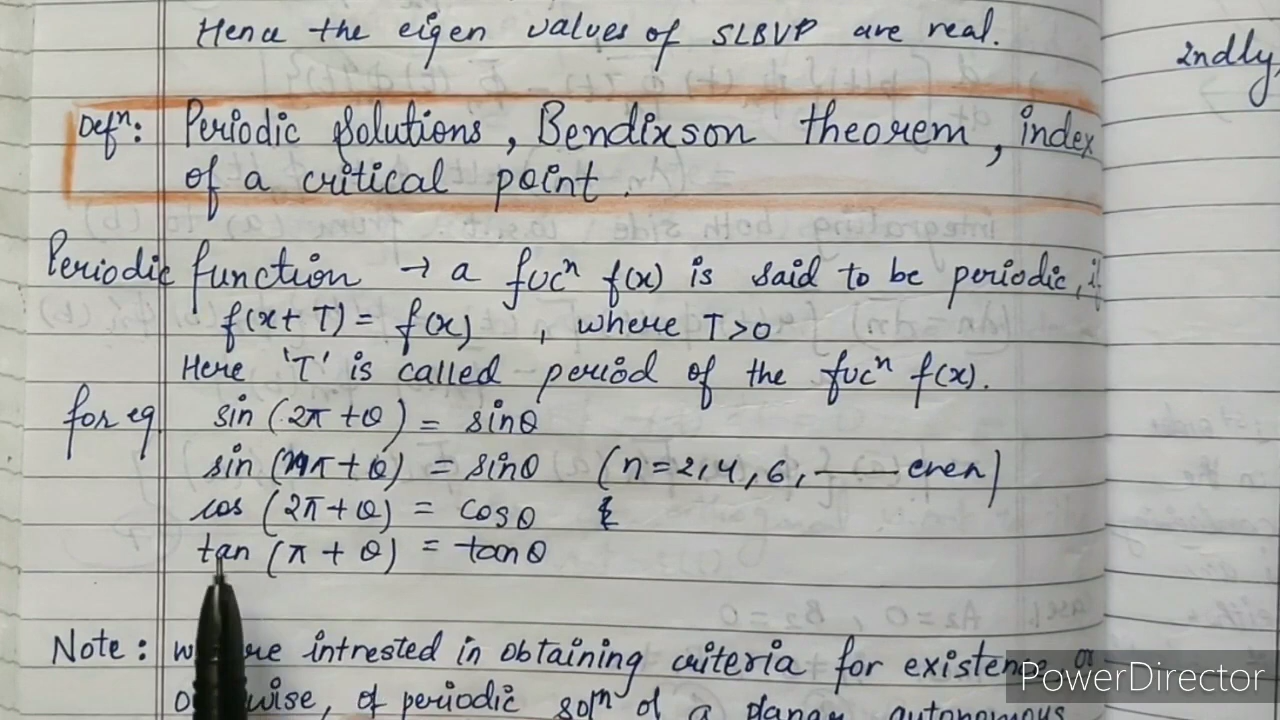 Hence the eigen values of SLBVP are real.
2ndly,
Defⁿ: Periodic Solutions, Bendixson theorem, index
of a critical point.
Periodic function → a fucⁿ f(x) is said to be periodic, if
f(x+T) = f(x) , where T>0
Here 'T' is called period of the fucⁿ f(x).
for eg sin (2π+θ) = sinθ
sin (nπ+θ) = sinθ (n=2,4,6, —— even)
cos (2π+θ) = cosθ
tan (π+θ) = tanθ
Note: intrested in obtaining criteria for existence, or
of periodic solⁿ of a planar autonomous
PowerDirector